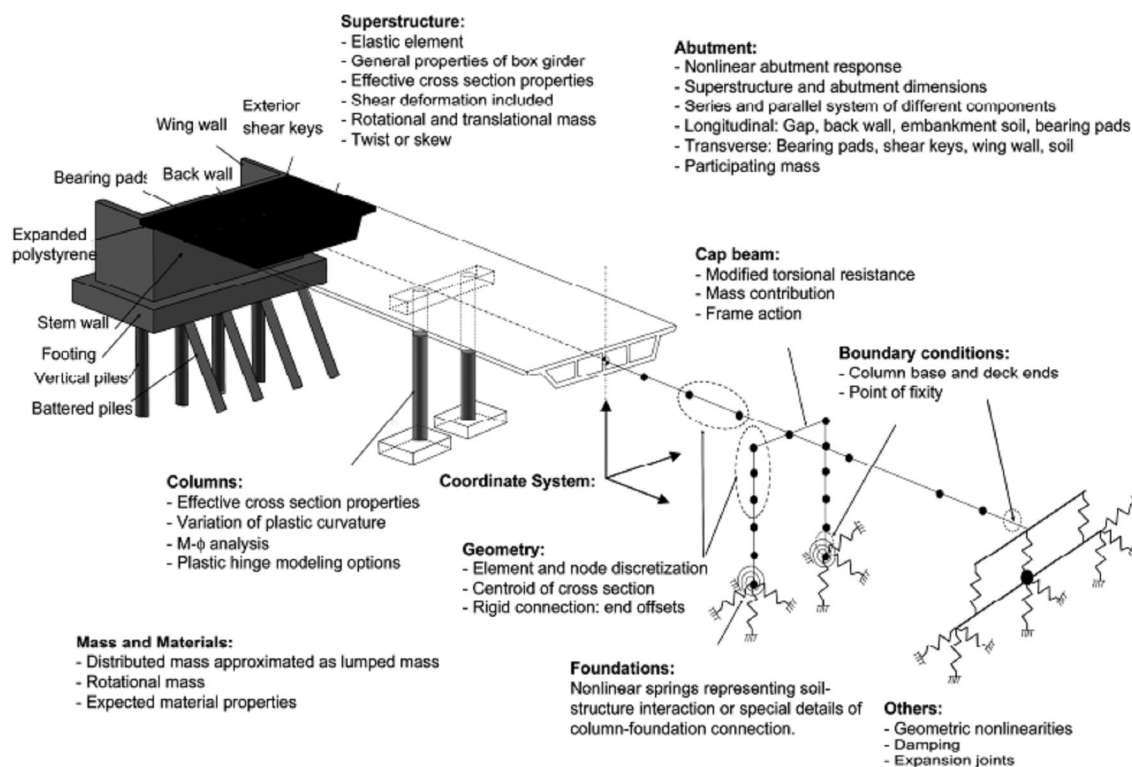 Superstructure:
- Elastic element
- General properties of box girder
- Effective cross section properties
- Shear deformation included
- Rotational and translational mass
- Twist or skew
Abutment:
- Nonlinear abutment response
- Superstructure and abutment dimensions
- Series and parallel system of different components
- Longitudinal: Gap, back wall, embankment soil, bearing pads
- Transverse: Bearing pads, shear keys, wing wall, soil
- Participating mass
Exterior
shear keys
Wing wall
Back wall
Bearing pads
Expanded
polystyrene
Stem wall
Footing
Vertical piles
Battered piles
Cap beam:
- Modified torsional resistance
- Mass contribution
- Frame action
Boundary conditions:
- Column base and deck ends
- Point of fixity
Columns:
- Effective cross section properties
- Variation of plastic curvature
- M-ϕ analysis
- Plastic hinge modeling options
Coordinate System:
Geometry:
- Element and node discretization
- Centroid of cross section
- Rigid connection: end offsets
Mass and Materials:
- Distributed mass approximated as lumped mass
- Rotational mass
- Expected material properties
Foundations:
Nonlinear springs representing soil-
structure interaction or special details of
column-foundation connection.
Others:
- Geometric nonlinearities
- Damping
- Expansion joints